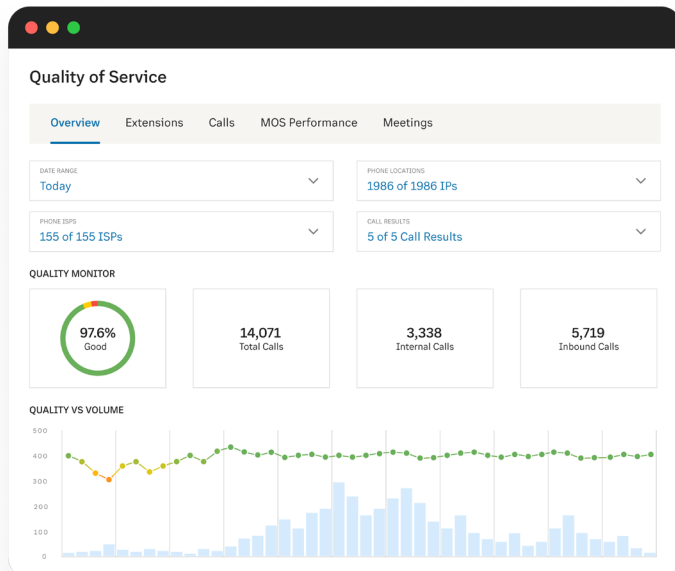 Quality of Service
Overview Extensions Calls MOS Performance Meetings
DATE RANGE
Today
PHONE LOCATIONS
1986 of 1986 IPs
PHONE ISPS
155 of 155 ISPs
CALL RESULTS
5 of 5 Call Results
QUALITY MONITOR
97.6%
Good
14,071
Total Calls
3,338
Internal Calls
5,719
Inbound Calls
QUALITY VS VOLUME
500
400
300
200
100
0